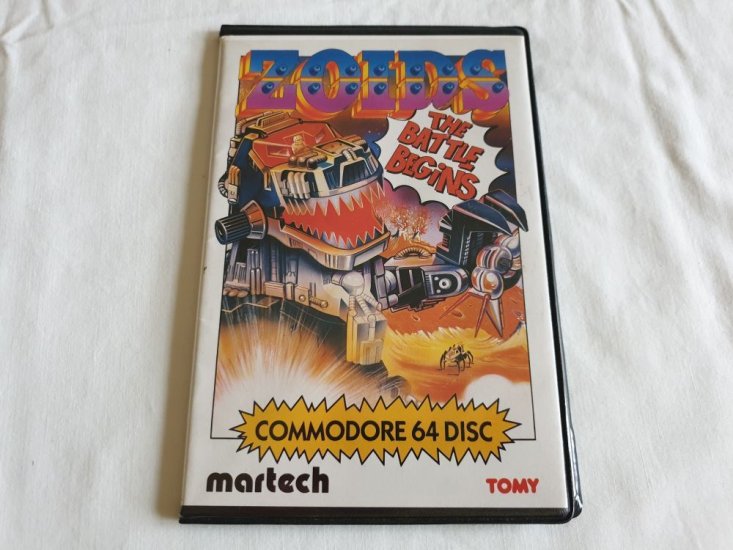 ZOIDS
THE
BATTLE
BEGINS
COMMODORE 64 DISC
martech
TOMY